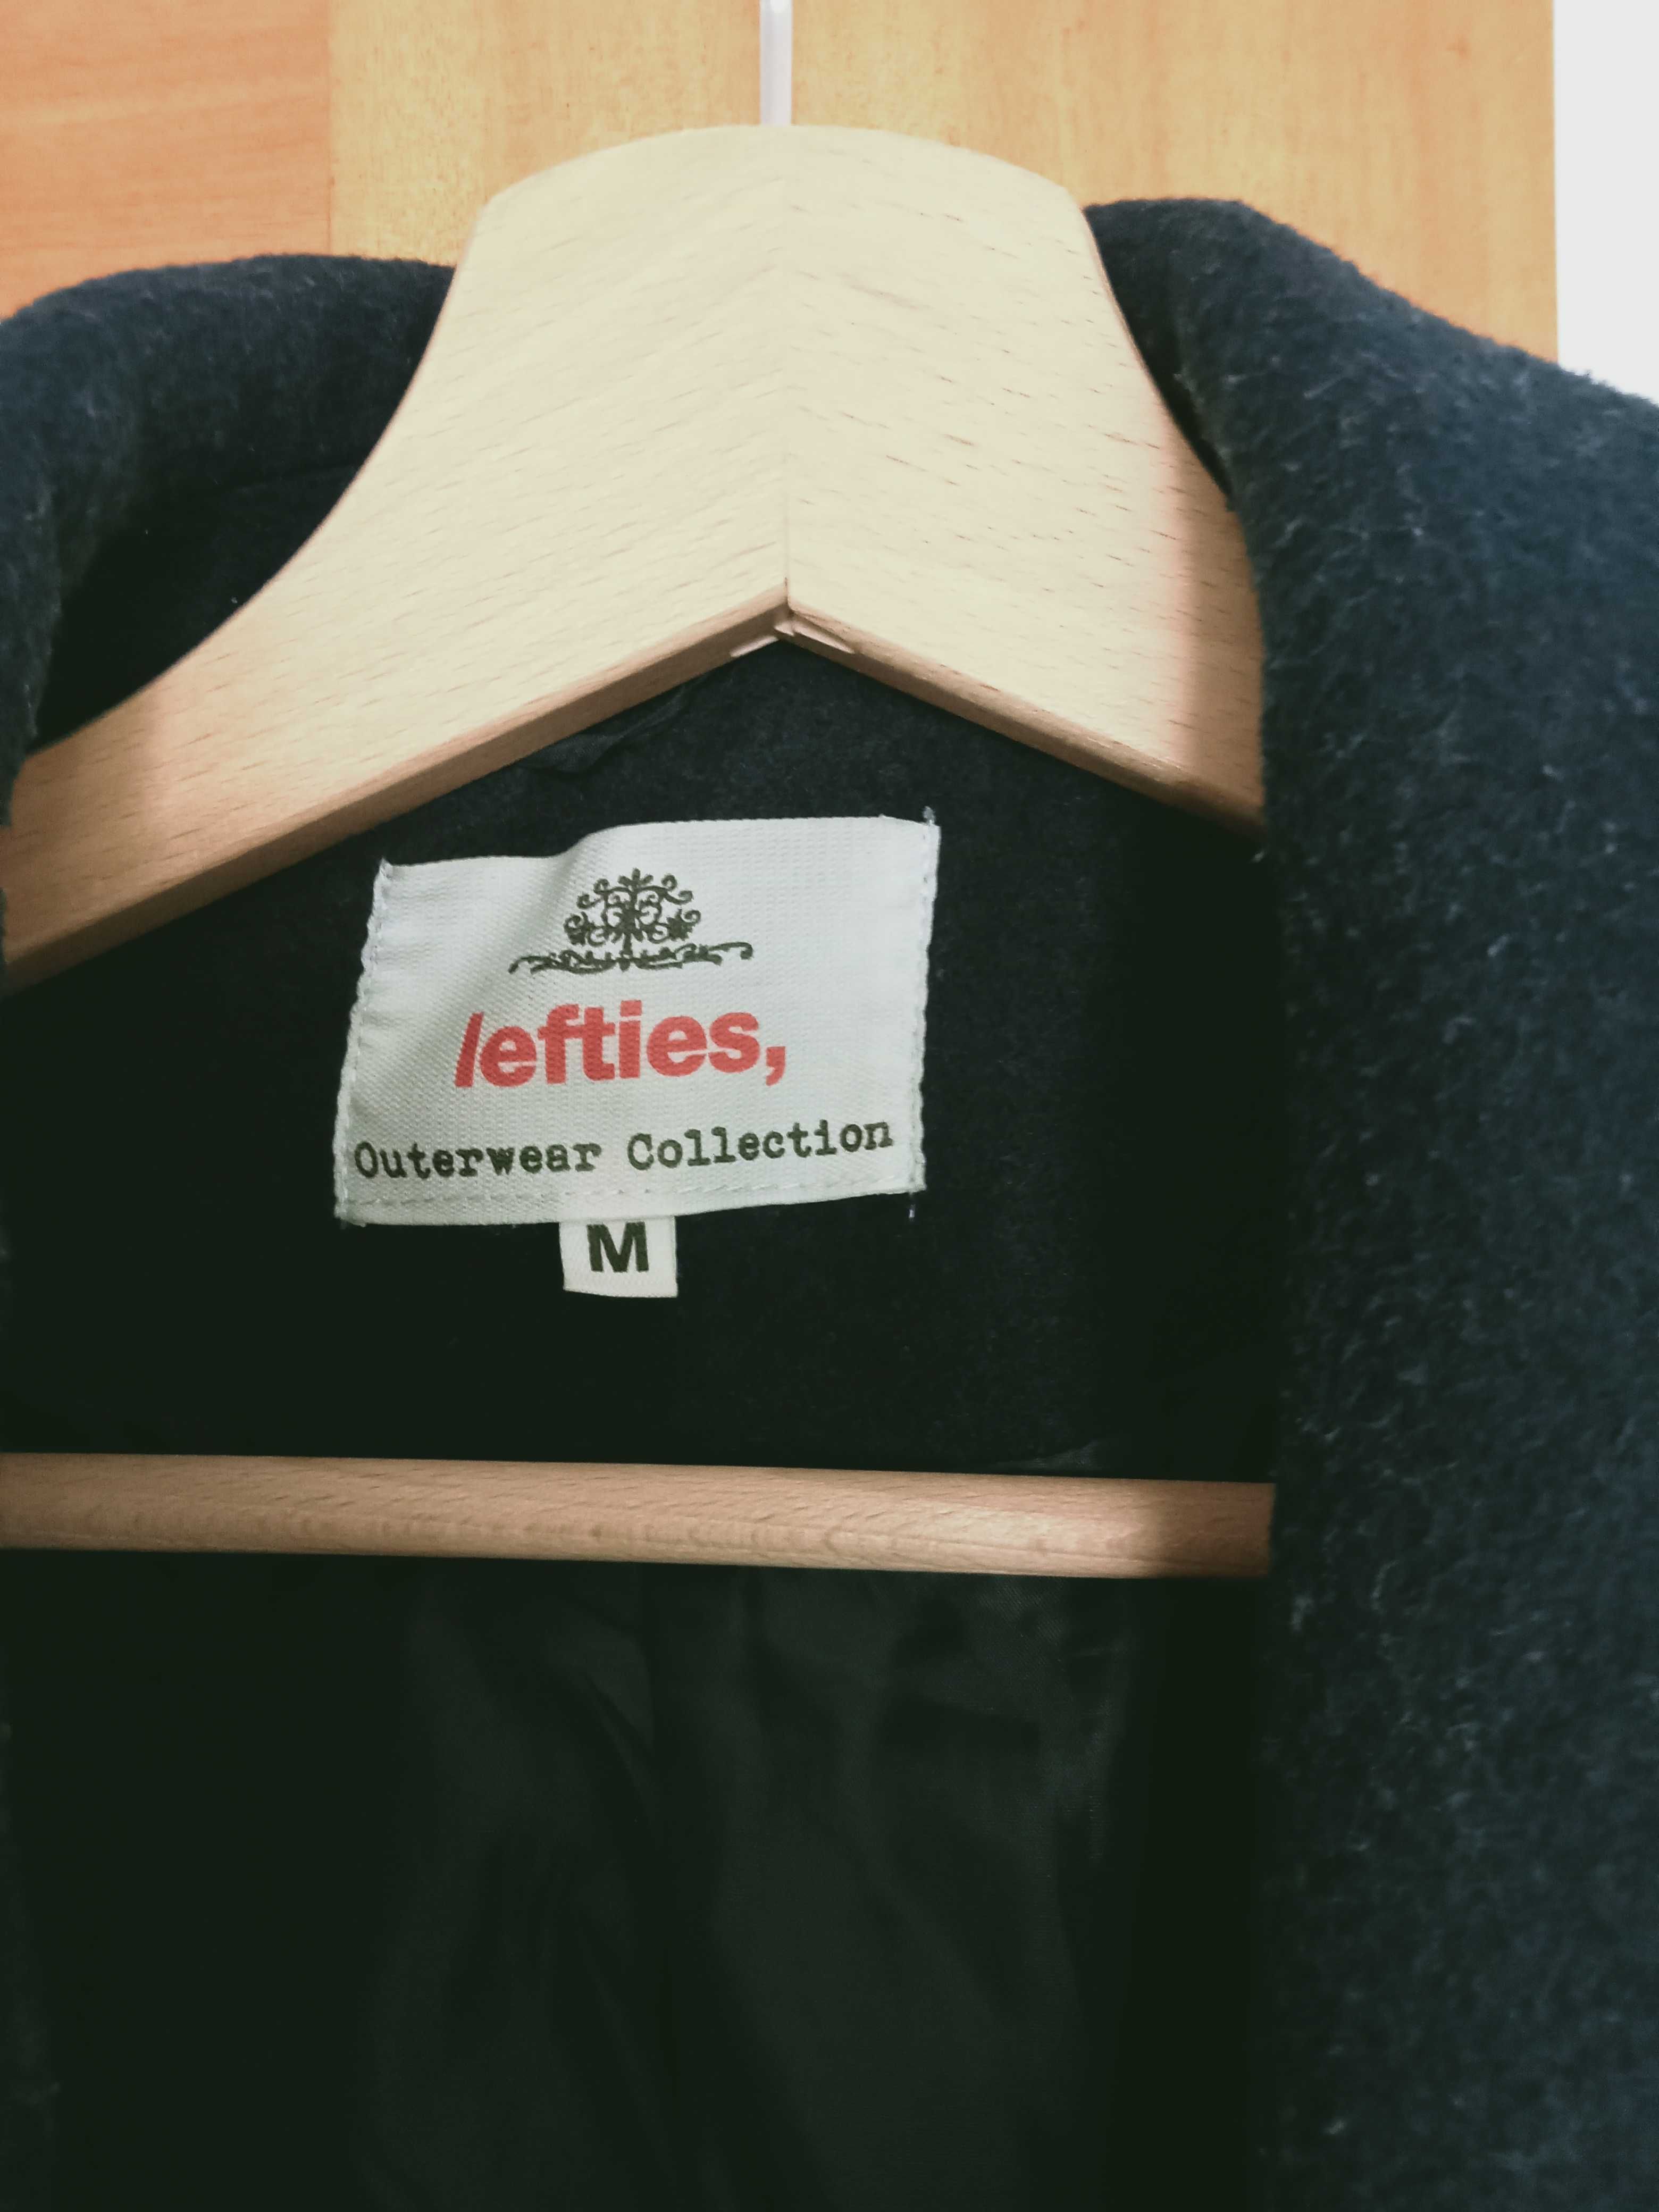 lefties,
Outerwear Collection
M